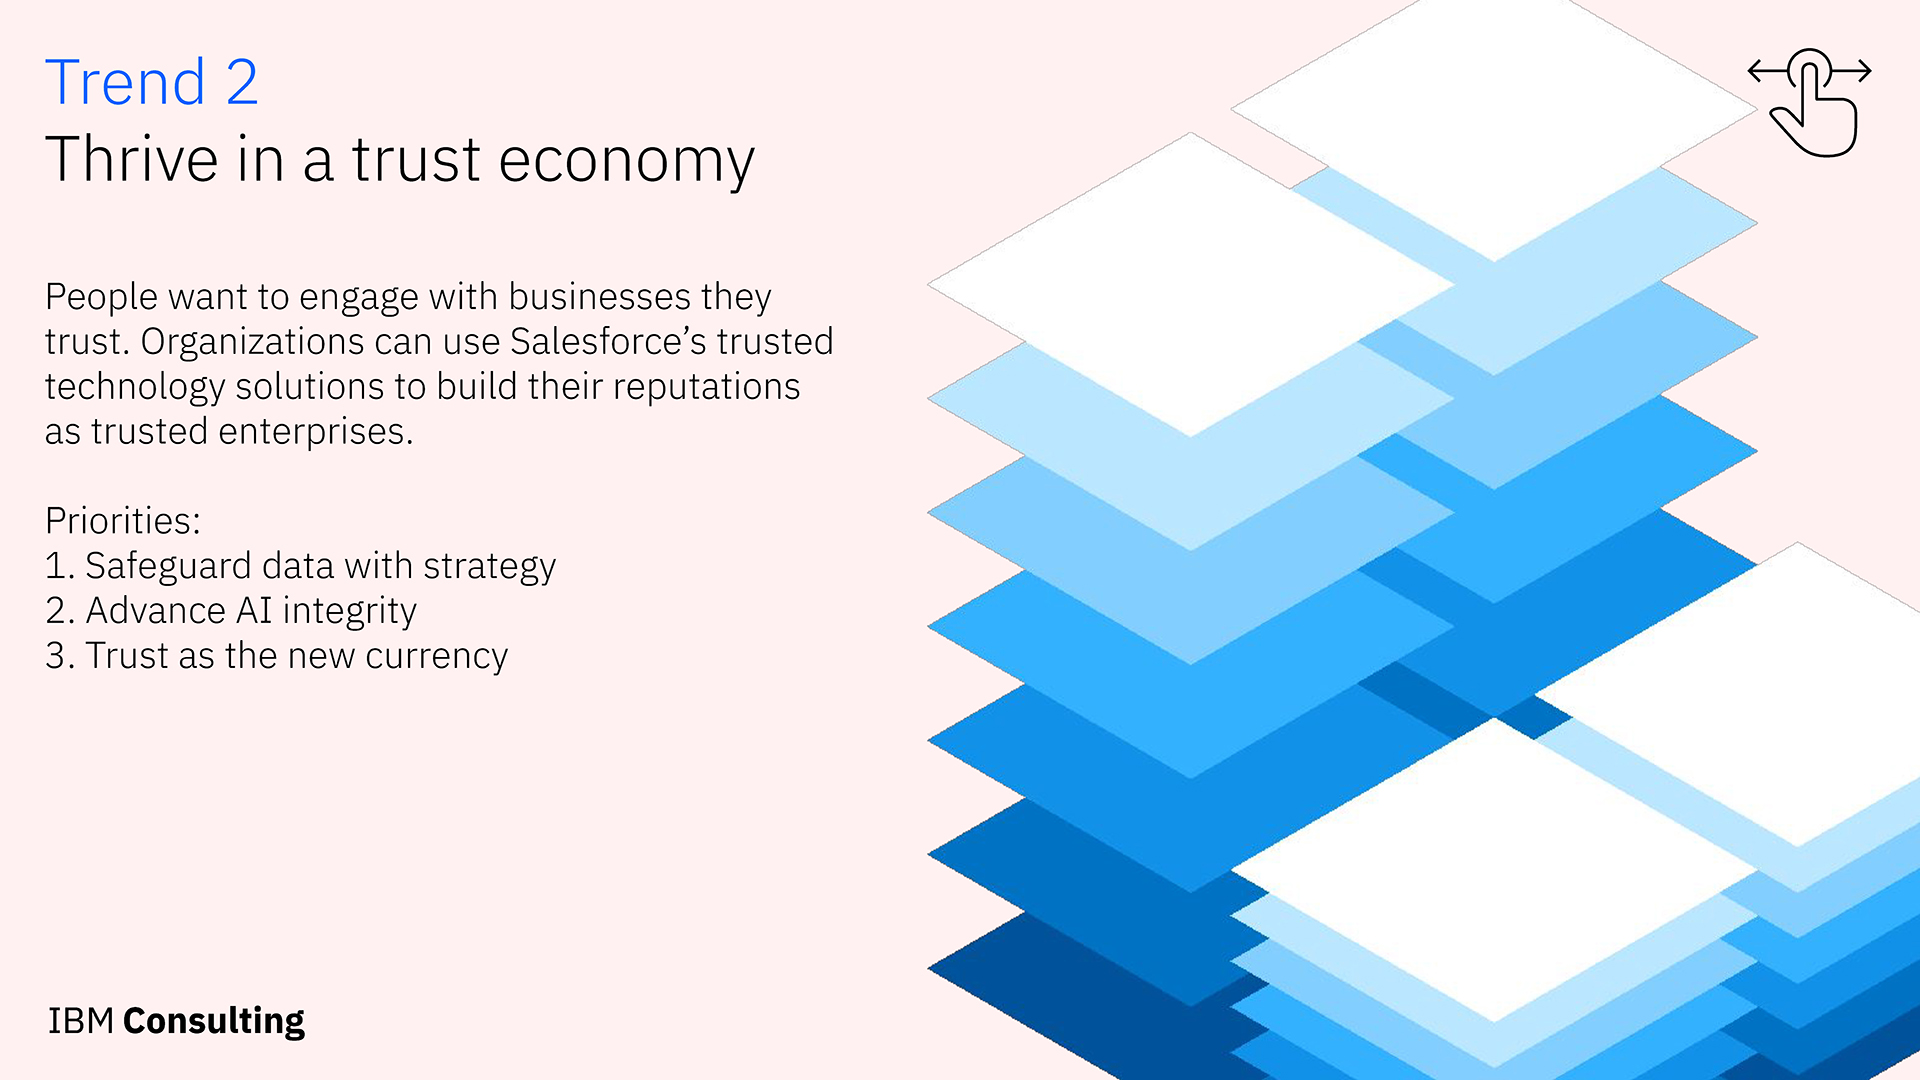 Trend 2
Thrive in a trust economy
People want to engage with businesses they
trust. Organizations can use Salesforce’s trusted
technology solutions to build their reputations
as trusted enterprises.
Priorities:
1. Safeguard data with strategy
2. Advance AI integrity
3. Trust as the new currency
IBM Consulting